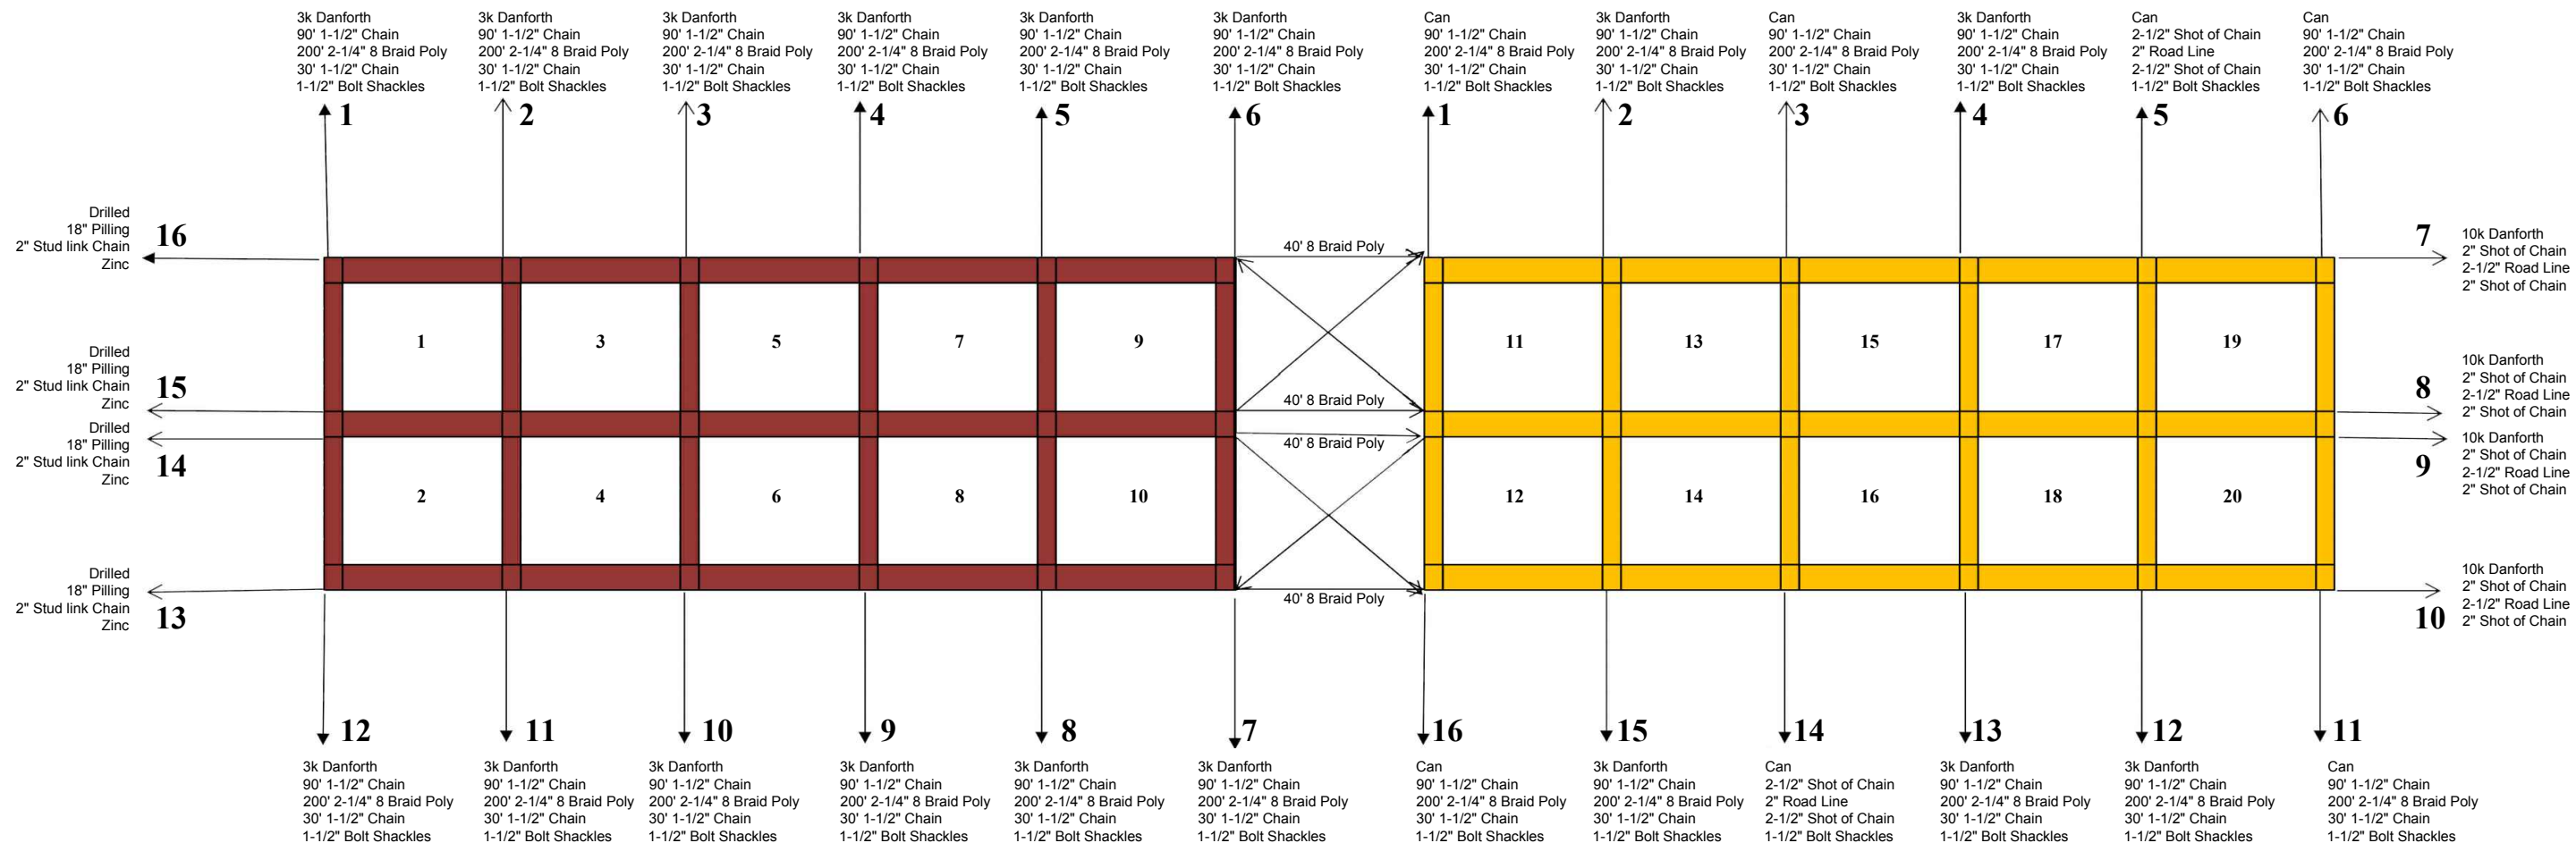 3k Danforth
90' 1-1/2" Chain
200' 2-1/4" 8 Braid Poly
30' 1-1/2" Chain
1-1/2" Bolt Shackles
1
3k Danforth
90' 1-1/2" Chain
200' 2-1/4" 8 Braid Poly
30' 1-1/2" Chain
1-1/2" Bolt Shackles
2
3k Danforth
90' 1-1/2" Chain
200' 2-1/4" 8 Braid Poly
30' 1-1/2" Chain
1-1/2" Bolt Shackles
3
3k Danforth
90' 1-1/2" Chain
200' 2-1/4" 8 Braid Poly
30' 1-1/2" Chain
1-1/2" Bolt Shackles
4
3k Danforth
90' 1-1/2" Chain
200' 2-1/4" 8 Braid Poly
30' 1-1/2" Chain
1-1/2" Bolt Shackles
5
3k Danforth
90' 1-1/2" Chain
200' 2-1/4" 8 Braid Poly
30' 1-1/2" Chain
1-1/2" Bolt Shackles
6
Can
90' 1-1/2" Chain
200' 2-1/4" 8 Braid Poly
30' 1-1/2" Chain
1-1/2" Bolt Shackles
1
3k Danforth
90' 1-1/2" Chain
200' 2-1/4" 8 Braid Poly
30' 1-1/2" Chain
1-1/2" Bolt Shackles
2
Can
90' 1-1/2" Chain
200' 2-1/4" 8 Braid Poly
30' 1-1/2" Chain
1-1/2" Bolt Shackles
3
3k Danforth
90' 1-1/2" Chain
200' 2-1/4" 8 Braid Poly
30' 1-1/2" Chain
1-1/2" Bolt Shackles
4
Can
2-1/2" Shot of Chain
2" Road Line
2-1/2" Shot of Chain
1-1/2" Bolt Shackles
5
Can
90' 1-1/2" Chain
200' 2-1/4" 8 Braid Poly
30' 1-1/2" Chain
1-1/2" Bolt Shackles
6
Drilled
18" Pilling
2" Stud link Chain
Zinc
16
Drilled
18" Pilling
2" Stud link Chain
Zinc
15
Drilled
18" Pilling
2" Stud link Chain
Zinc
14
Drilled
18" Pilling
2" Stud link Chain
Zinc
13
1
3
5
7
9
2
4
6
8
10
40' 8 Braid Poly
40' 8 Braid Poly
40' 8 Braid Poly
40' 8 Braid Poly
11
13
15
17
19
12
14
16
18
20
7
10k Danforth
2" Shot of Chain
2-1/2" Road Line
2" Shot of Chain
8
10k Danforth
2" Shot of Chain
2-1/2" Road Line
2" Shot of Chain
9
10k Danforth
2" Shot of Chain
2-1/2" Road Line
2" Shot of Chain
10
10k Danforth
2" Shot of Chain
2-1/2" Road Line
2" Shot of Chain
12
3k Danforth
90' 1-1/2" Chain
200' 2-1/4" 8 Braid Poly
30' 1-1/2" Chain
1-1/2" Bolt Shackles
11
3k Danforth
90' 1-1/2" Chain
200' 2-1/4" 8 Braid Poly
30' 1-1/2" Chain
1-1/2" Bolt Shackles
10
3k Danforth
90' 1-1/2" Chain
200' 2-1/4" 8 Braid Poly
30' 1-1/2" Chain
1-1/2" Bolt Shackles
9
3k Danforth
90' 1-1/2" Chain
200' 2-1/4" 8 Braid Poly
30' 1-1/2" Chain
1-1/2" Bolt Shackles
8
3k Danforth
90' 1-1/2" Chain
200' 2-1/4" 8 Braid Poly
30' 1-1/2" Chain
1-1/2" Bolt Shackles
7
3k Danforth
90' 1-1/2" Chain
200' 2-1/4" 8 Braid Poly
30' 1-1/2" Chain
1-1/2" Bolt Shackles
16
Can
90' 1-1/2" Chain
200' 2-1/4" 8 Braid Poly
30' 1-1/2" Chain
1-1/2" Bolt Shackles
15
3k Danforth
90' 1-1/2" Chain
200' 2-1/4" 8 Braid Poly
30' 1-1/2" Chain
1-1/2" Bolt Shackles
14
Can
2-1/2" Shot of Chain
2" Road Line
2-1/2" Shot of Chain
1-1/2" Bolt Shackles
13
3k Danforth
90' 1-1/2" Chain
200' 2-1/4" 8 Braid Poly
30' 1-1/2" Chain
1-1/2" Bolt Shackles
12
3k Danforth
90' 1-1/2" Chain
200' 2-1/4" 8 Braid Poly
30' 1-1/2" Chain
1-1/2" Bolt Shackles
11
Can
90' 1-1/2" Chain
200' 2-1/4" 8 Braid Poly
30' 1-1/2" Chain
1-1/2" Bolt Shackles